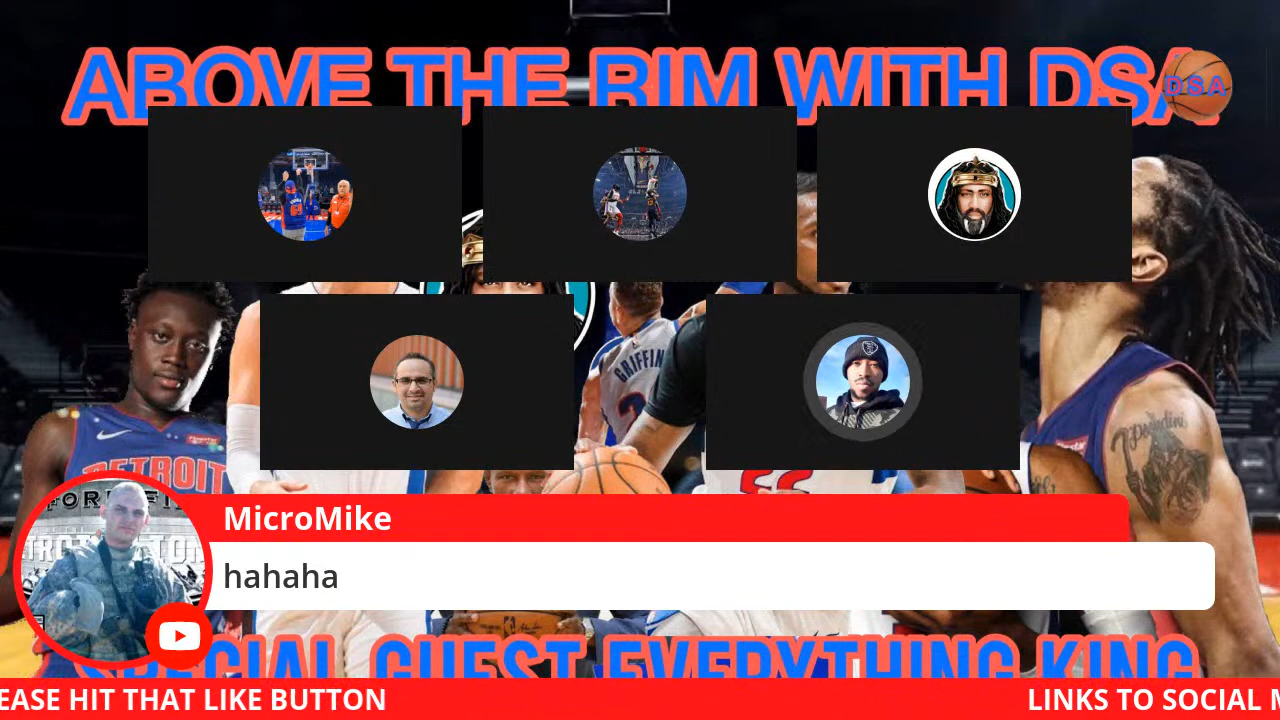 ABOVE THE RIM WITH DSA
DSA
GRIFFIN
DETROIT
MicroMike
hahaha
SPECIAL GUEST EVERYTHING KING
EASE HIT THAT LIKE BUTTON
LINKS TO SOCIAL M